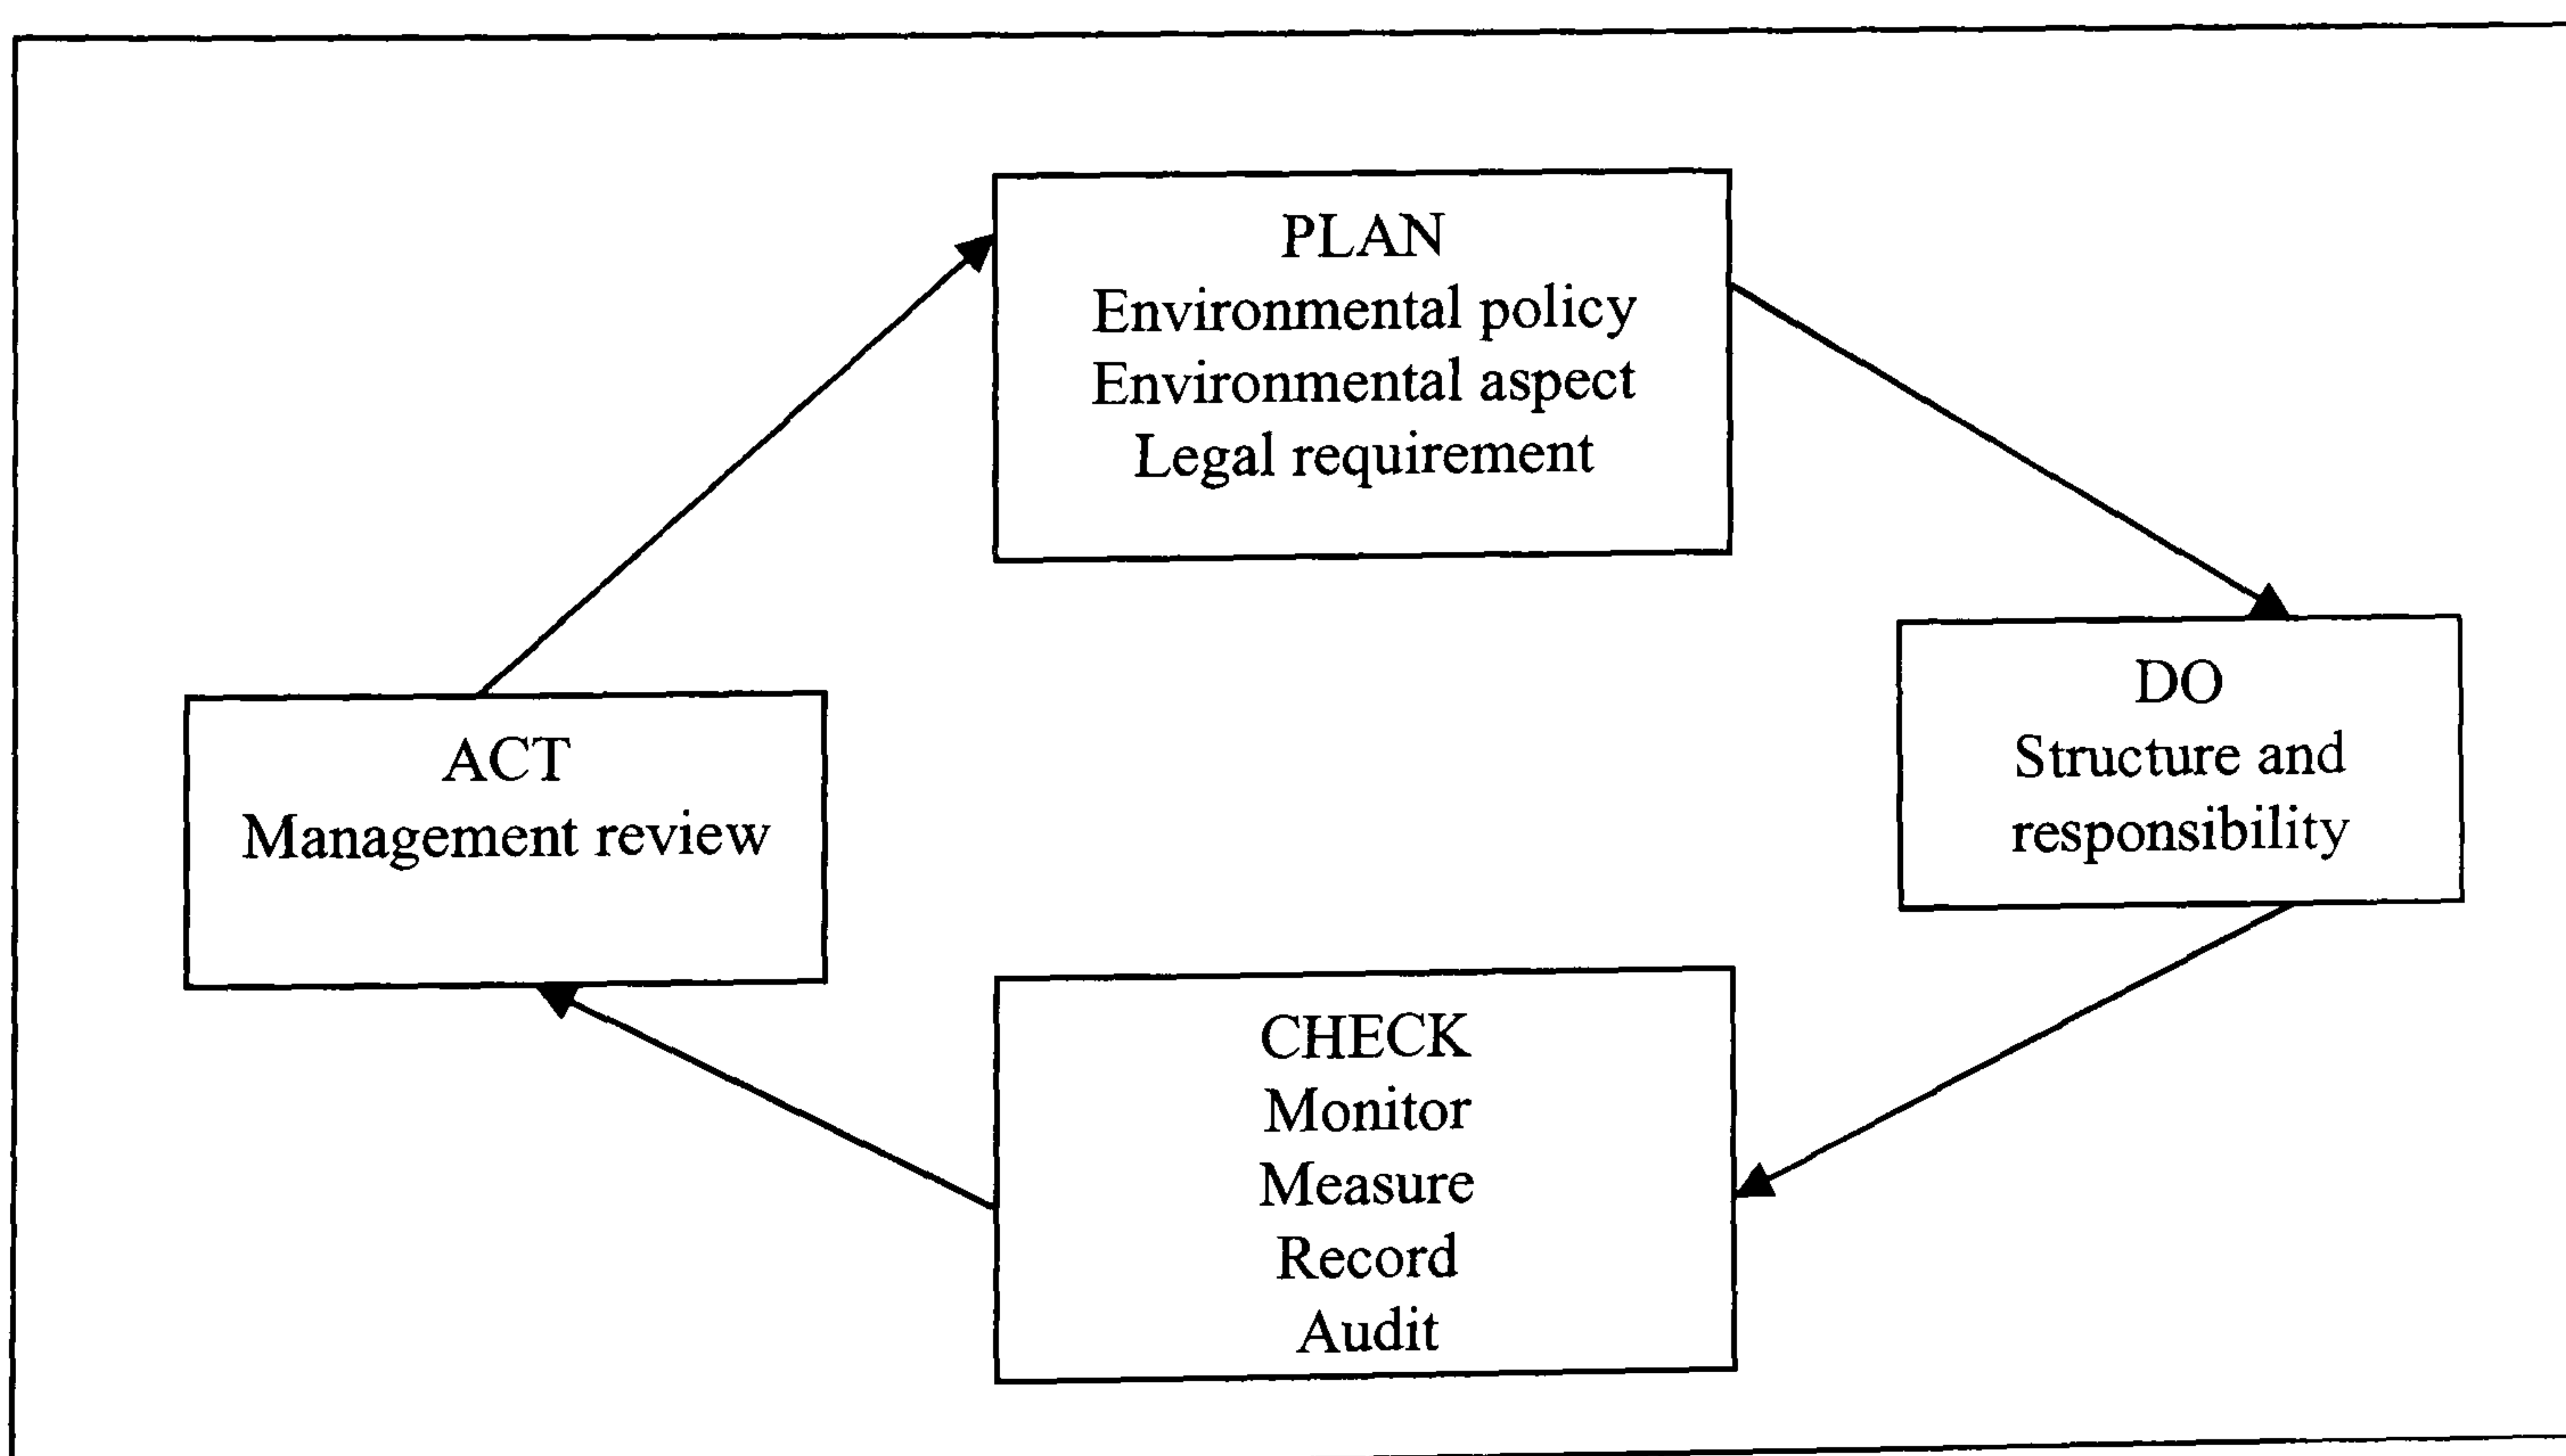 PLAN
Environmental policy
Environmental aspect
Legal requirement
DO
Structure and
responsibility
CHECK
Monitor
Measure
Record
Audit
ACT
Management review